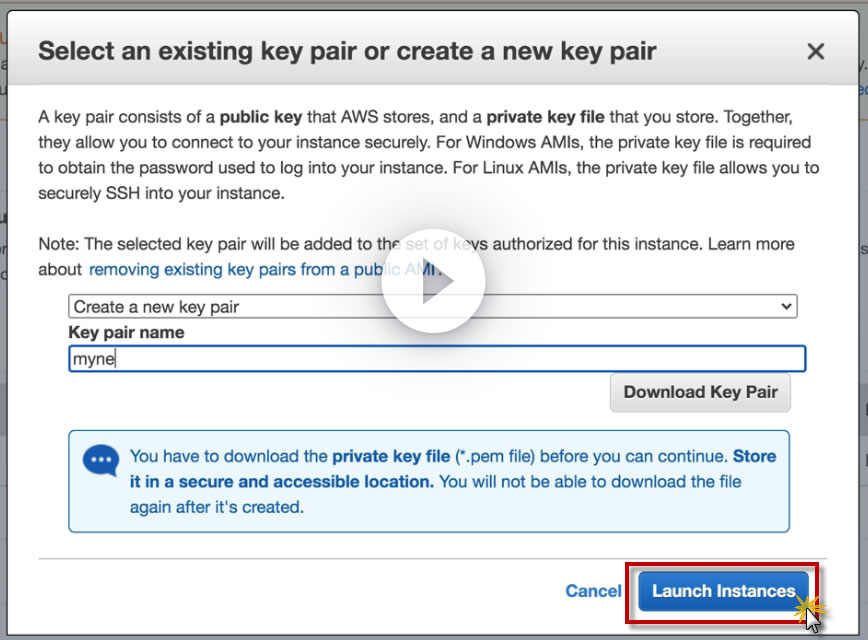 Select an existing key pair or create a new key pair
A key pair consists of a public key that AWS stores, and a private key file that you store. Together,
they allow you to connect to your instance securely. For Windows AMIs, the private key file is required
to obtain the password used to log into your instance. For Linux AMIs, the private key file allows you to
securely SSH into your instance.
Note: The selected key pair will be added to the set of keys authorized for this instance. Learn more
about removing existing key pairs from a public AMI.
Create a new key pair
Key pair name
myne
Download Key Pair
You have to download the private key file (*.pem file) before you can continue. Store
it in a secure and accessible location. You will not be able to download the file
again after it's created.
Cancel Launch Instances